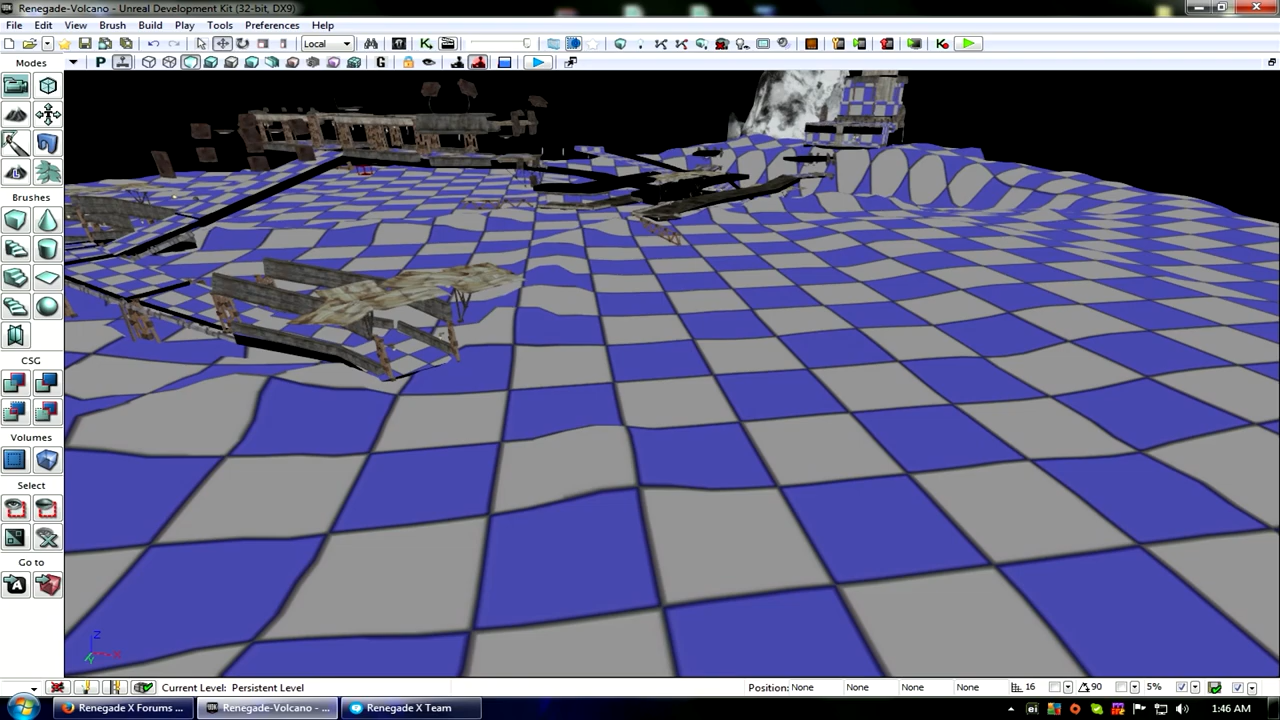 Renegade-Volcano - Unreal Development Kit (32-bit, DX9)
File Edit View Brush Build Play Tools Preferences Help
Local
Modes
P
G
Brushes
CSG
Volumes
Select
Go to
Z
X
Y
Current Level: Persistent Level
Position: None None None None 16 90 5%
Renegade X Forums ... Renegade-Volcano - ... Renegade X Team 1:46 AM